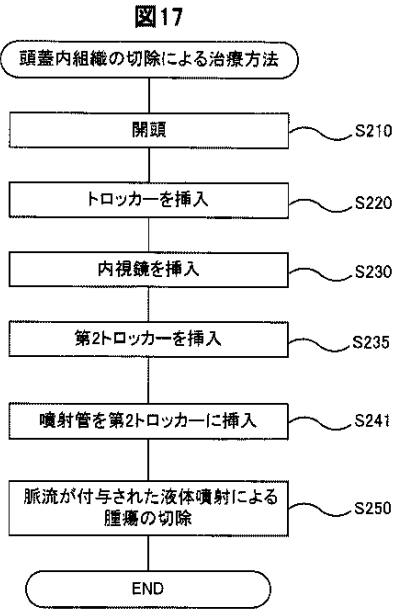 図17
頭蓋内組織の切除による治療方法
開頭
S210
トロッカーを挿入
S220
内視鏡を挿入
S230
第2トロッカーを挿入
S235
噴射管を第2トロッカーに挿入
S241
脈流が付与された液体噴射による
腫瘍の切除
S250
END